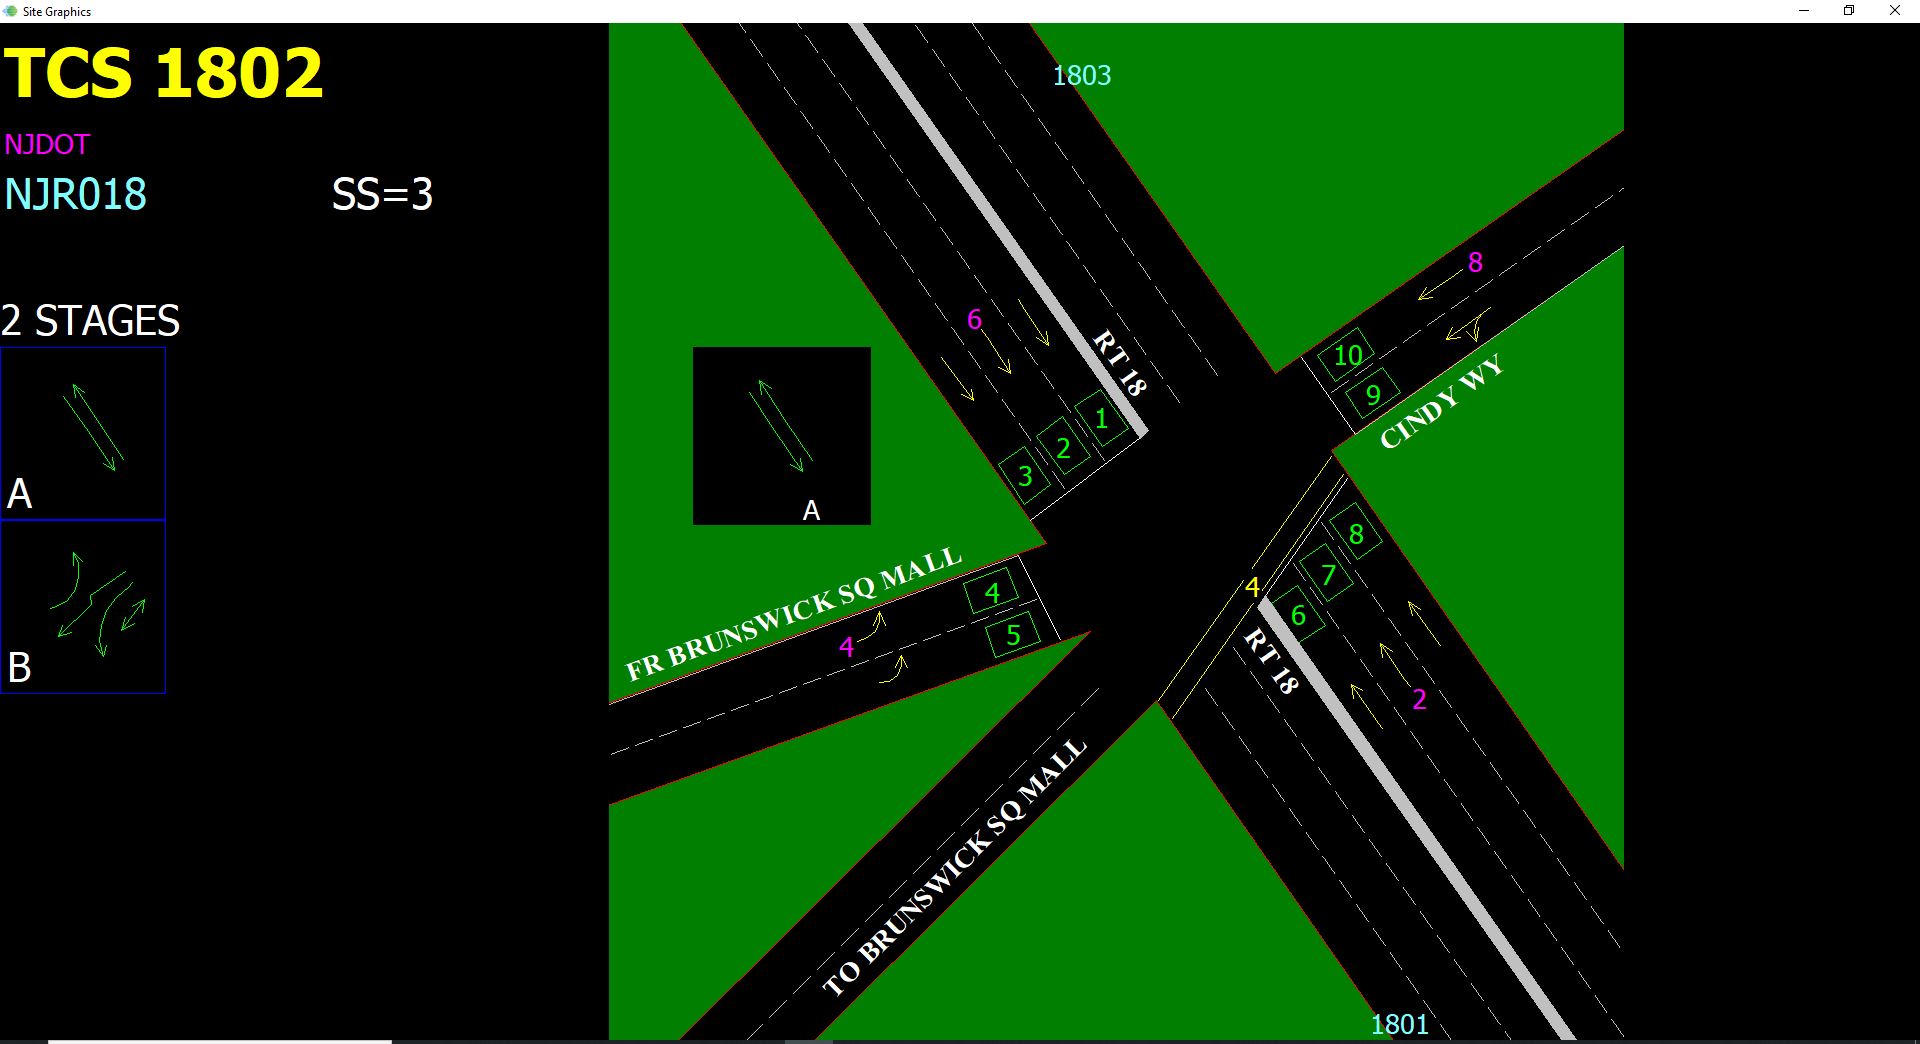 Site Graphics
TCS 1802
NJDOT
NJR018
SS=3
2 STAGES
A
B
A
1803
8
6
RT 18
10
9
CINDY WY
1
2
3
FR BRUNSWICK SQ MALL
4
5
4
4
8
7
6
RT 18
2
TO BRUNSWICK SQ MALL
1801